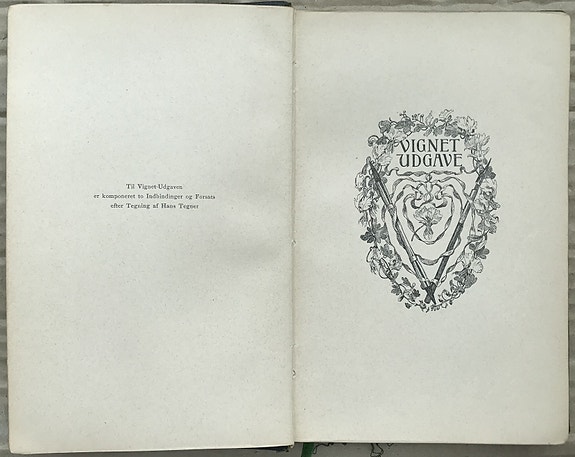 Til Vignet-Udgaven
er komponeret to Indbindinger og Forsats
efter Tegning af Hans Tegner
VIGNET
UDGAVE